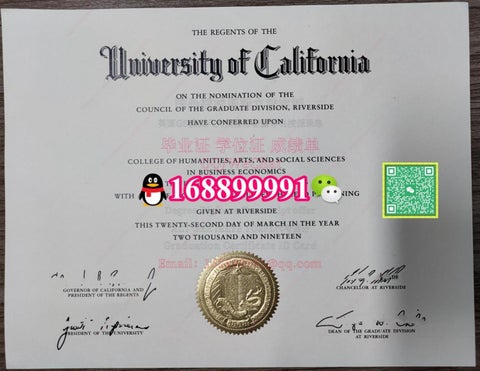 THE REGENTS OF THE
University of California
ON THE NOMINATION OF THE
COUNCIL OF THE GRADUATE DIVISION, RIVERSIDE
HAVE CONFERRED UPON
毕业证 学位证 成绩单
COLLEGE OF HUMANITIES, ARTS, AND SOCIAL SCIENCES
IN BUSINESS ECONOMICS
168899991
WITH
GIVEN AT RIVERSIDE
THIS TWENTY-SECOND DAY OF MARCH IN THE YEAR
TWO THOUSAND AND NINETEEN
Graduation Certificate ID Card
Email: @qq.com
GOVERNOR OF CALIFORNIA AND
PRESIDENT OF THE REGENTS
CHANCELLOR AT RIVERSIDE
PRESIDENT OF THE UNIVERSITY
DEAN OF THE GRADUATE DIVISION
AT RIVERSIDE